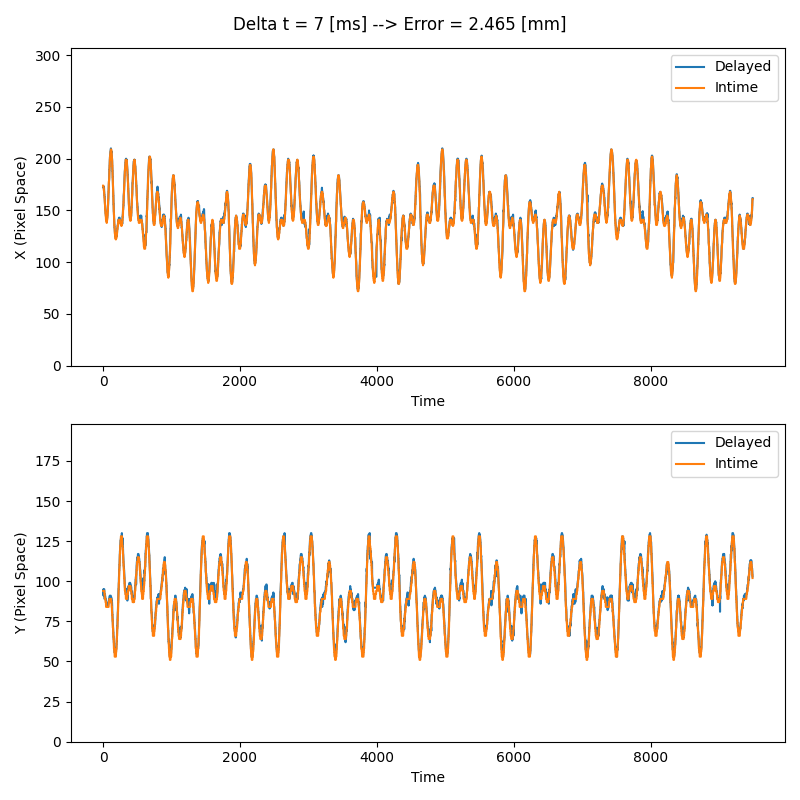 Delta t = 7 [ms] --> Error = 2.465 [mm]
300
250
200
150
100
50
0
X (Pixel Space)
Delayed
Intime
0 2000 4000 6000 8000
Time
175
150
125
100
75
50
25
0
Y (Pixel Space)
Delayed
Intime
0 2000 4000 6000 8000
Time